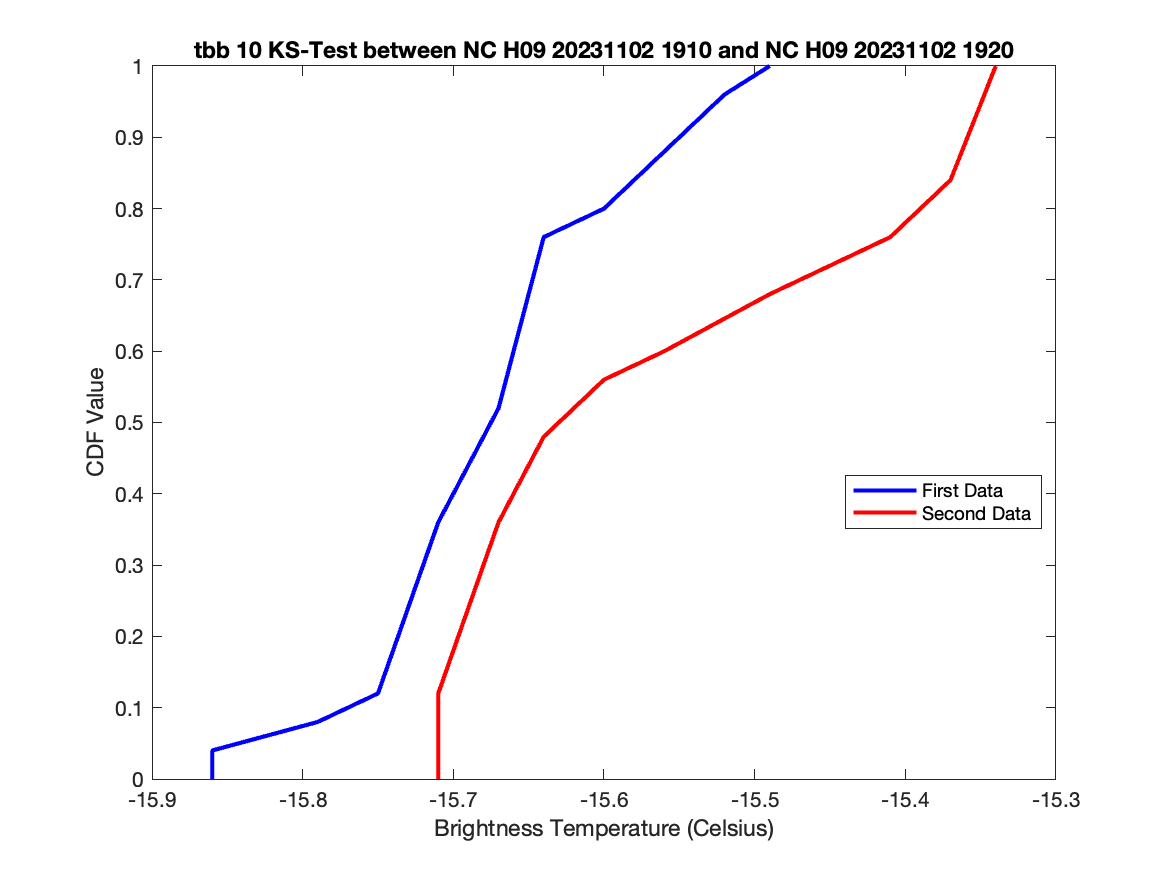 tbb 10 KS-Test between NC H09 20231102 1910 and NC H09 20231102 1920
1
0.9
0.8
0.7
0.6
0.5
0.4
0.3
0.2
0.1
0
CDF Value
First Data
Second Data
-15.9 -15.8 -15.7 -15.6 -15.5 -15.4 -15.3
Brightness Temperature (Celsius)